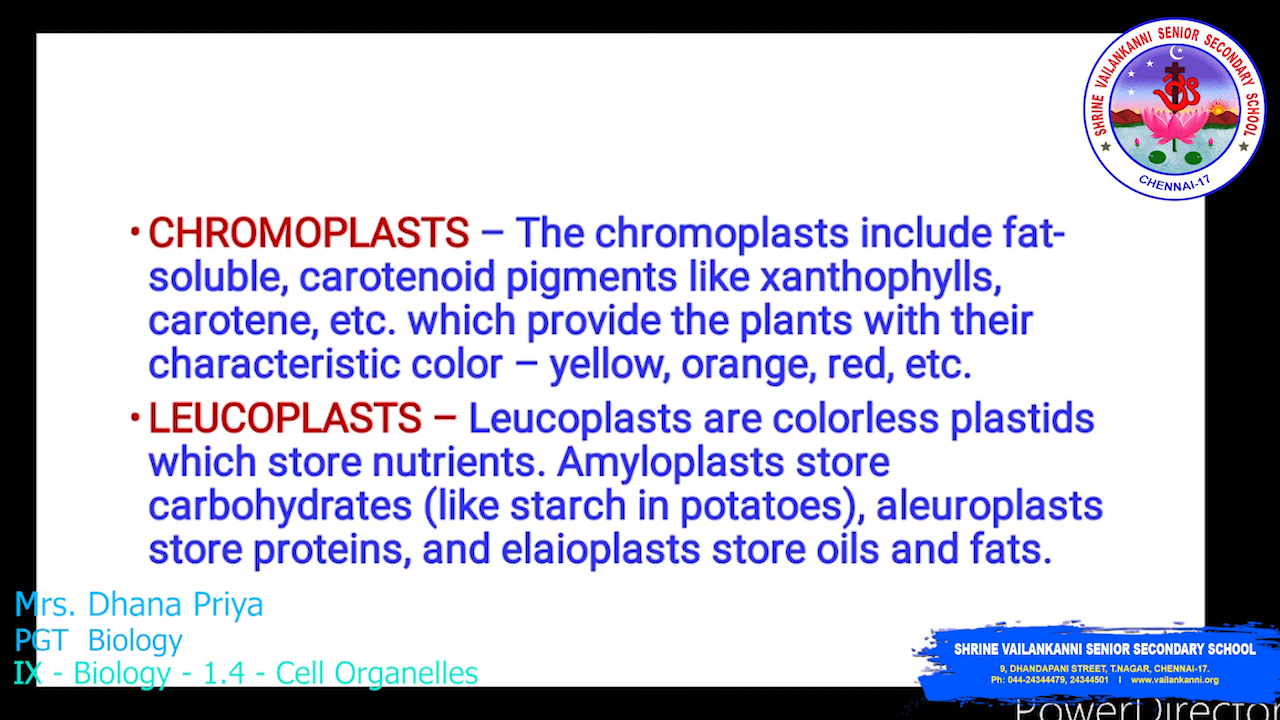 SHRINE VAILANKANNI SENIOR SECONDARY SCHOOL
CHENNAI-17
• CHROMOPLASTS – The chromoplasts include fat-
soluble, carotenoid pigments like xanthophylls,
carotene, etc. which provide the plants with their
characteristic color – yellow, orange, red, etc.
• LEUCOPLASTS – Leucoplasts are colorless plastids
which store nutrients. Amyloplasts store
carbohydrates (like starch in potatoes), aleuroplasts
store proteins, and elaioplasts store oils and fats.
Mrs. Dhana Priya
PGT Biology
IX - Biology - 1.4 - Cell Organelles
SHRINE VAILANKANNI SENIOR SECONDARY SCHOOL
9, DHANDAPANI STREET, T.NAGAR, CHENNAI-17.
Ph: 044-24344479, 24344501 I www.vailankanni.org
PowerDirector